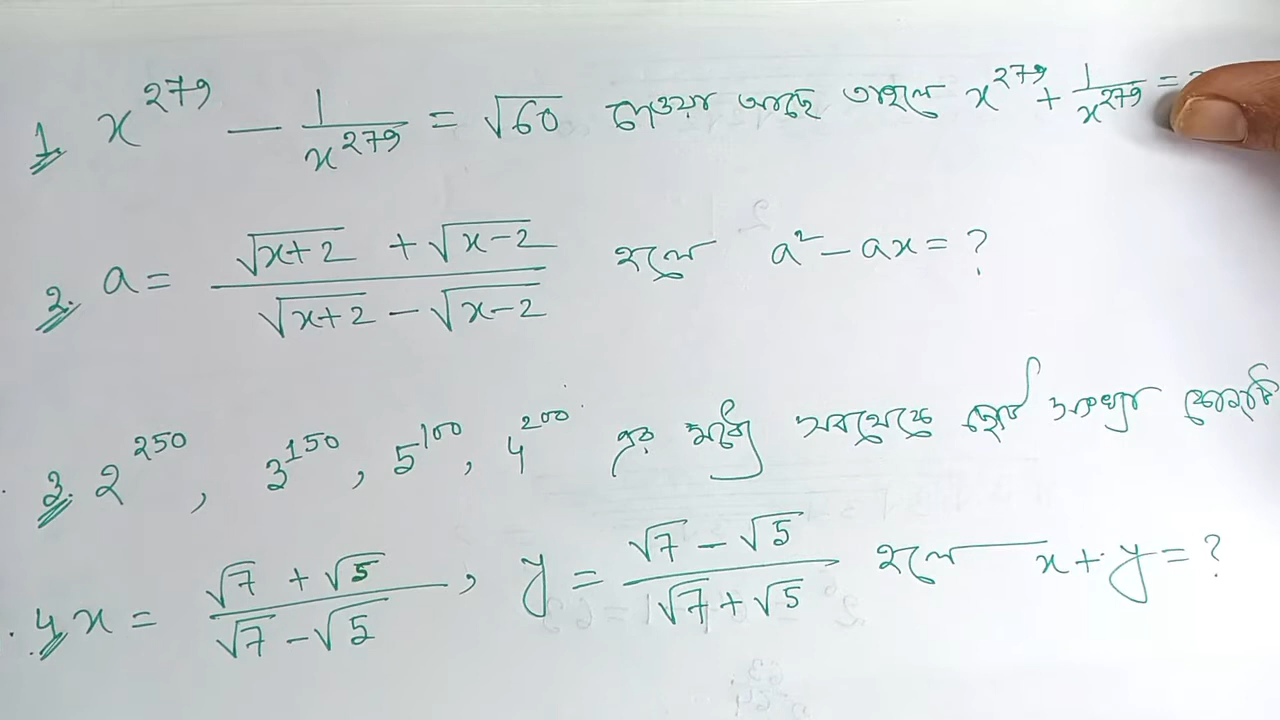 1. x^279 - 1/x^279 = √60 দেওয়া আছে তাহলে x^279 + 1/x^279 =
2. a = (√x+2 + √x-2)/(√x+2 - √x-2) হলে a² - ax = ?
3. 2^250, 3^150, 5^100, 4^200 এর মধ্যে সবথেকে ছোট সংখ্যা কোনটি
4. x = (√7 + √5)/(√7 - √5), y = (√7 - √5)/(√7 + √5) হলে x + y = ?